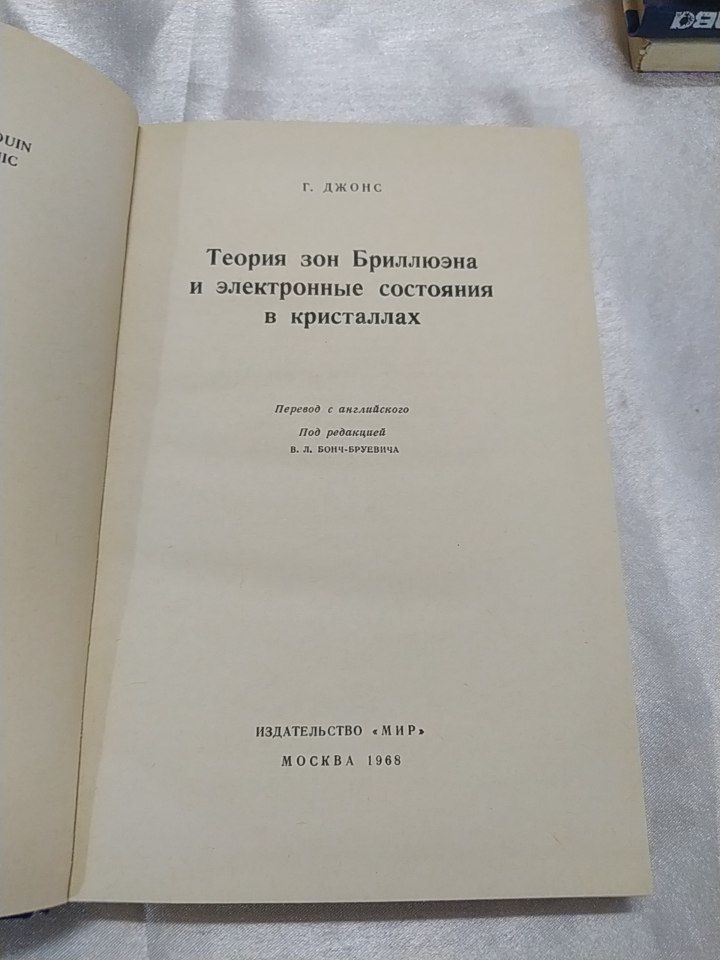 Г. ДЖОНС
Теория зон Бриллюэна
и электронные состояния
в кристаллах
Перевод с английского
Под редакцией
В. Л. БОНЧ-БРУЕВИЧА
ИЗДАТЕЛЬСТВО «МИР»
МОСКВА 1968